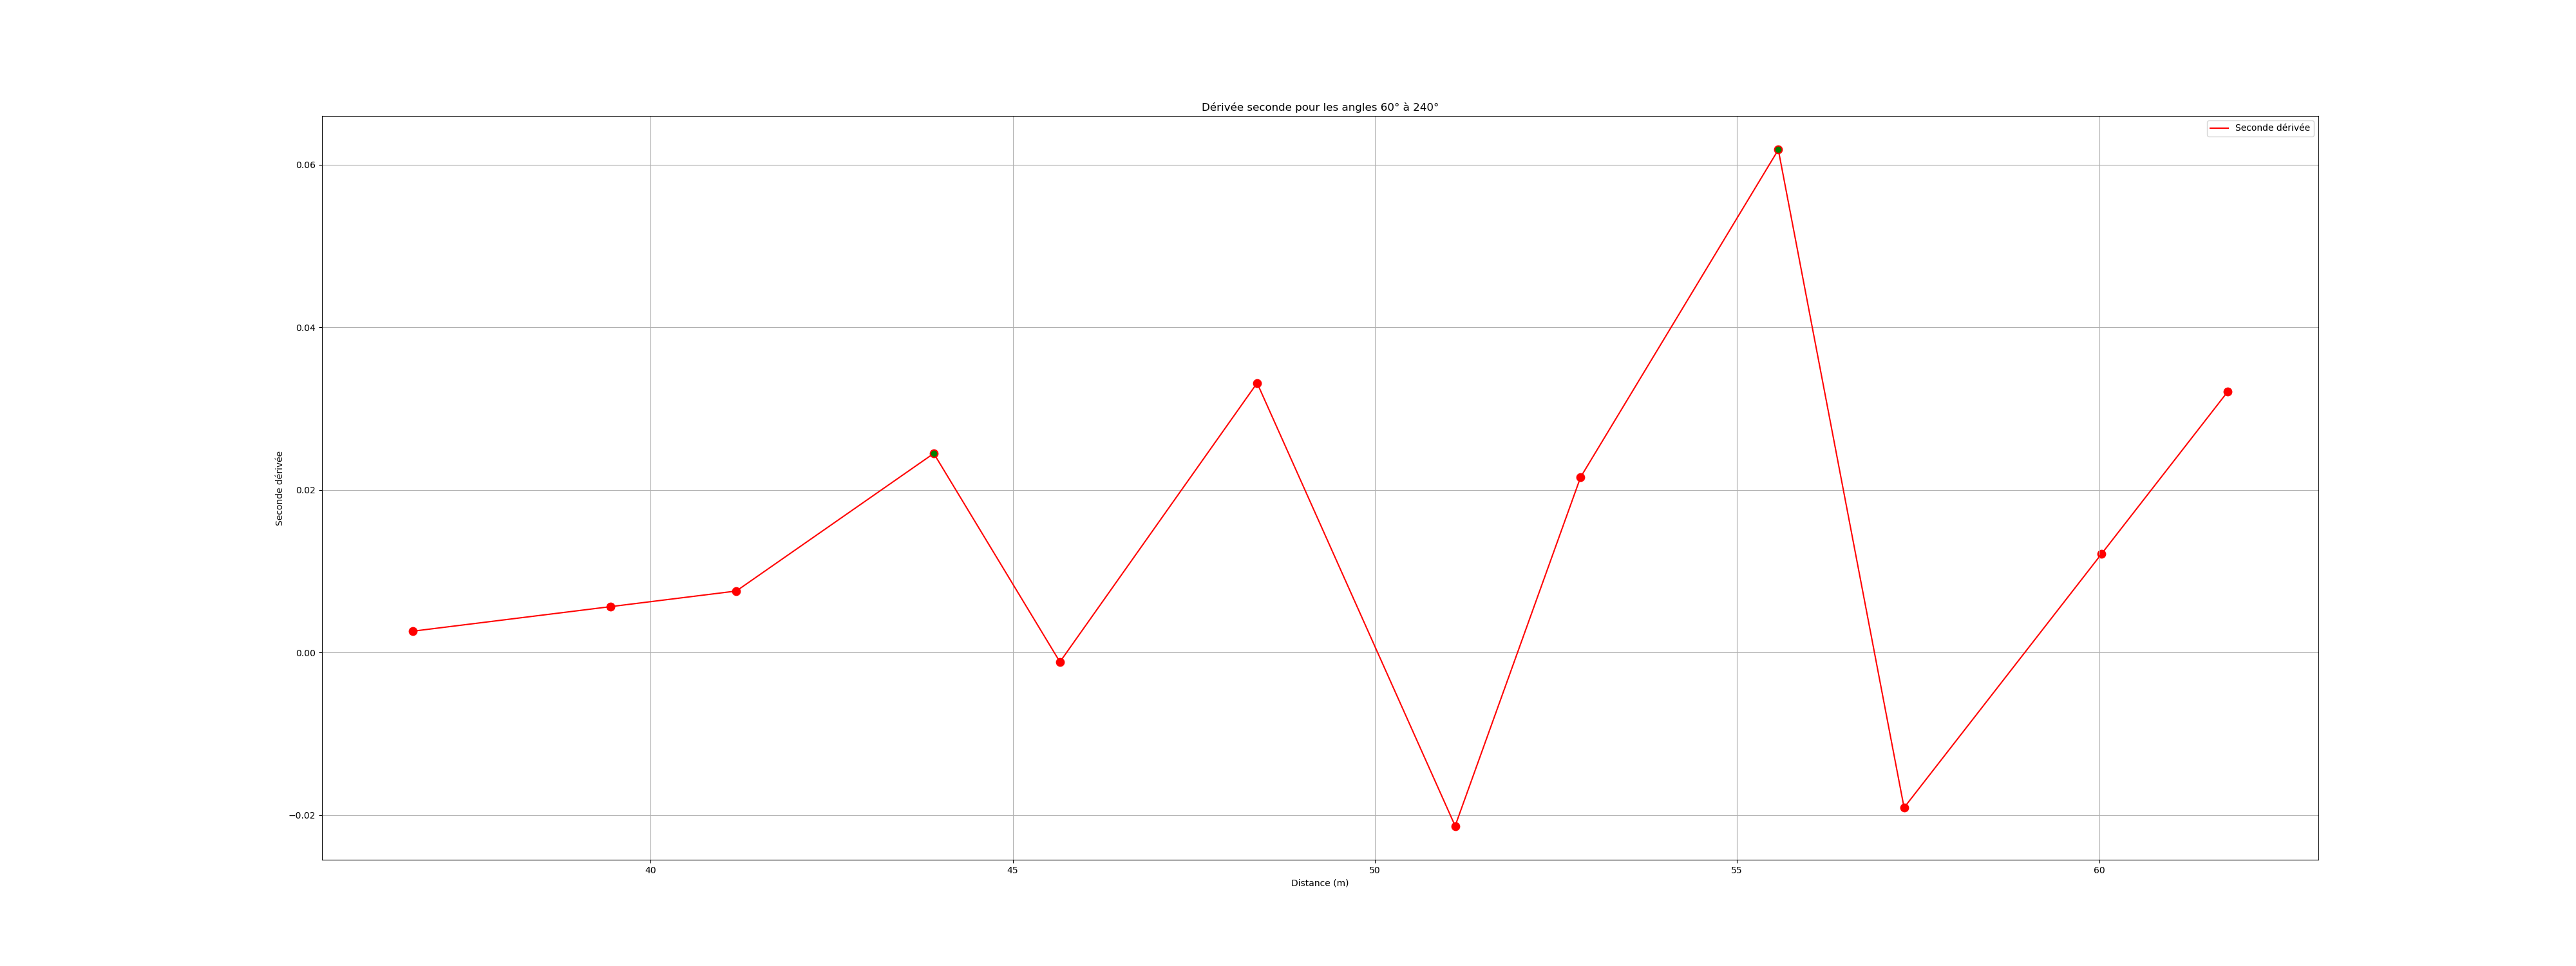 Dérivée seconde pour les angles 60° à 240°
Seconde dérivée
0.06
0.04
0.02
0.00
−0.02
Seconde dérivée
40
45
50
55
60
Distance (m)